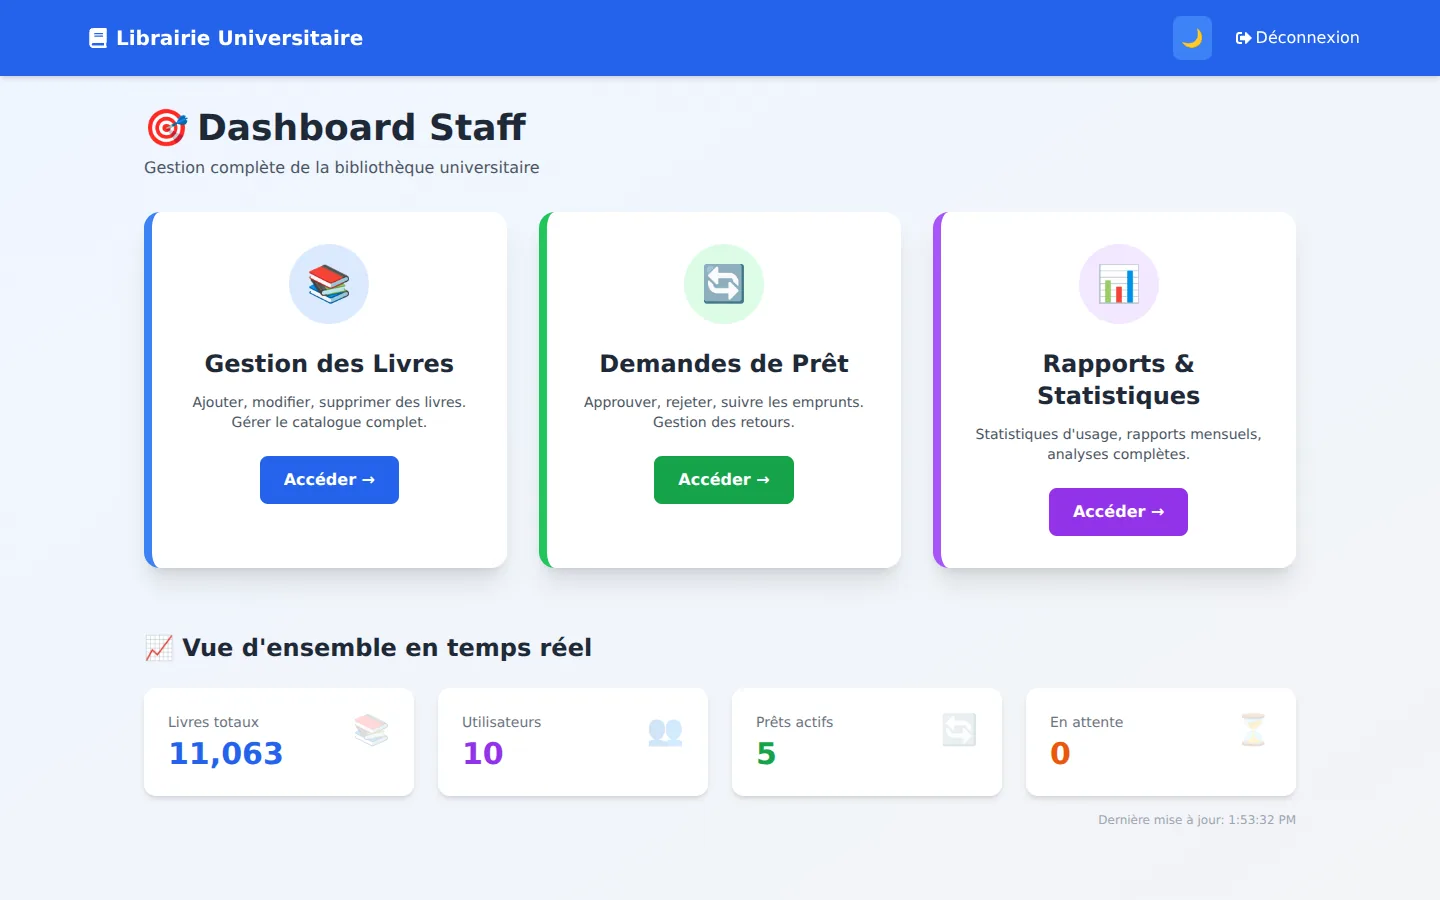 Librairie Universitaire
Déconnexion
Dashboard Staff
Gestion complète de la bibliothèque universitaire
Gestion des Livres
Ajouter, modifier, supprimer des livres.
Gérer le catalogue complet.
Accéder →
Demandes de Prêt
Approuver, rejeter, suivre les emprunts.
Gestion des retours.
Accéder →
Rapports &
Statistiques
Statistiques d'usage, rapports mensuels,
analyses complètes.
Accéder →
Vue d'ensemble en temps réel
Livres totaux
11,063
Utilisateurs
10
Prêts actifs
5
En attente
0
Dernière mise à jour: 1:53:32 PM